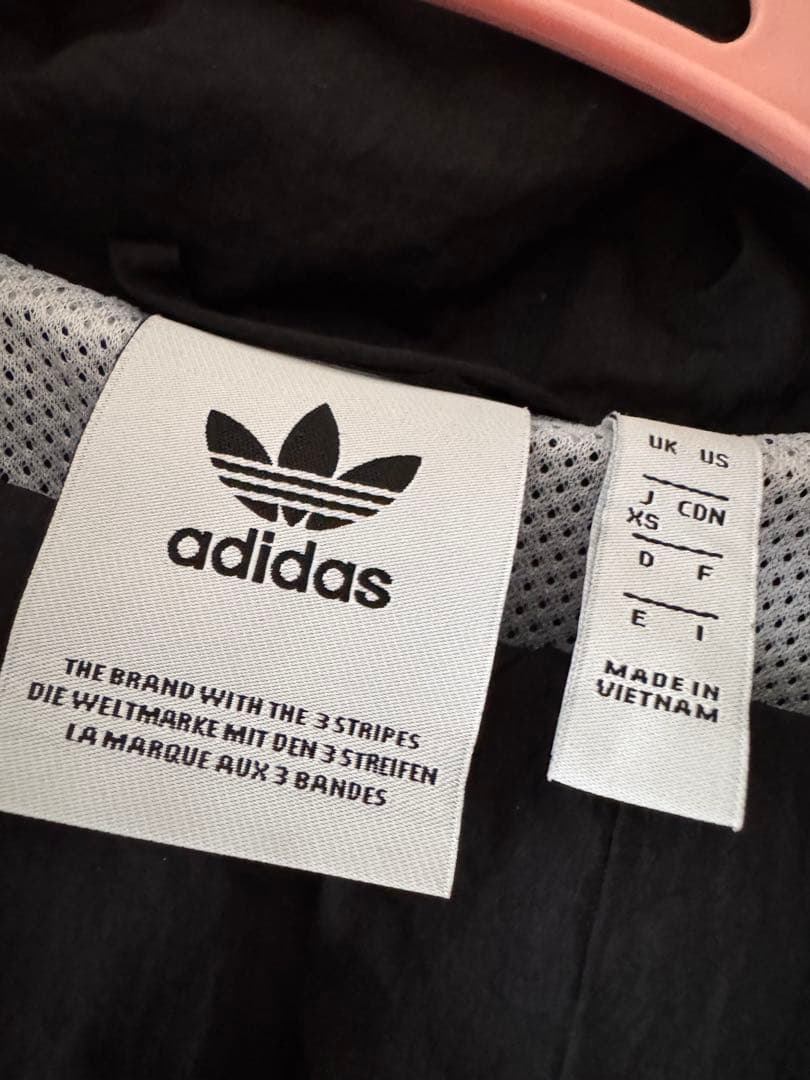 adidas
THE BRAND WITH THE 3 STRIPES
DIE WELTMARKE MIT DEN 3 STREIFEN
LA MARQUE AUX 3 BANDES
UK US
J CDN
XS
D F
E I
MADE IN
VIETNAM